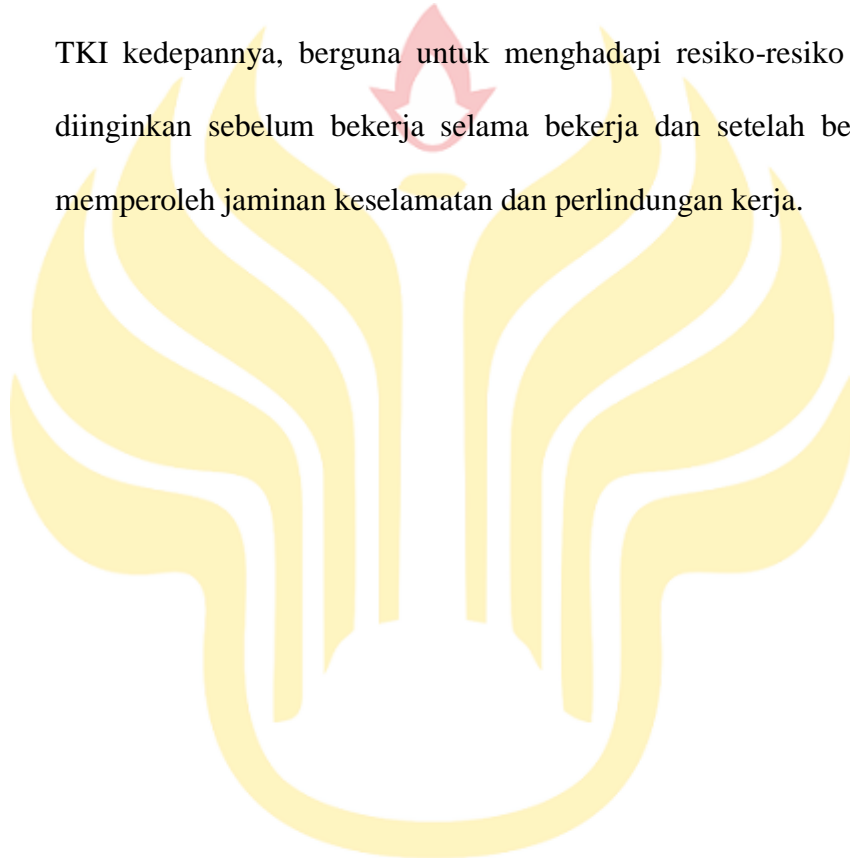 TKI kedepannya, berguna untuk menghadapi resiko-resiko
diinginkan sebelum bekerja selama bekerja dan setelah
memperoleh jaminan keselamatan dan perlindungan kerja.